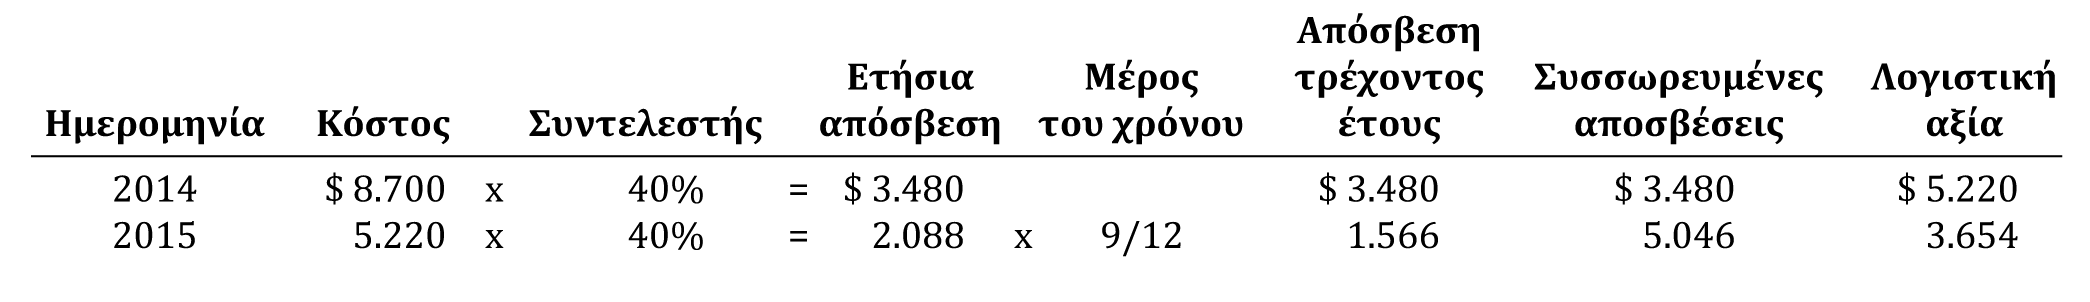 Απόσβεση
Ετήσια Μέρος τρέχοντος Συσσωρευμένες Λογιστική
Ημερομηνία Κόστος Συντελεστής απόσβεση του χρόνου έτους αποσβέσεις αξία
2014 $ 8.700 x 40% = $ 3.480 $ 3.480 $ 3.480 $ 5.220
2015 5.220 x 40% = 2.088 x 9/12 1.566 5.046 3.654